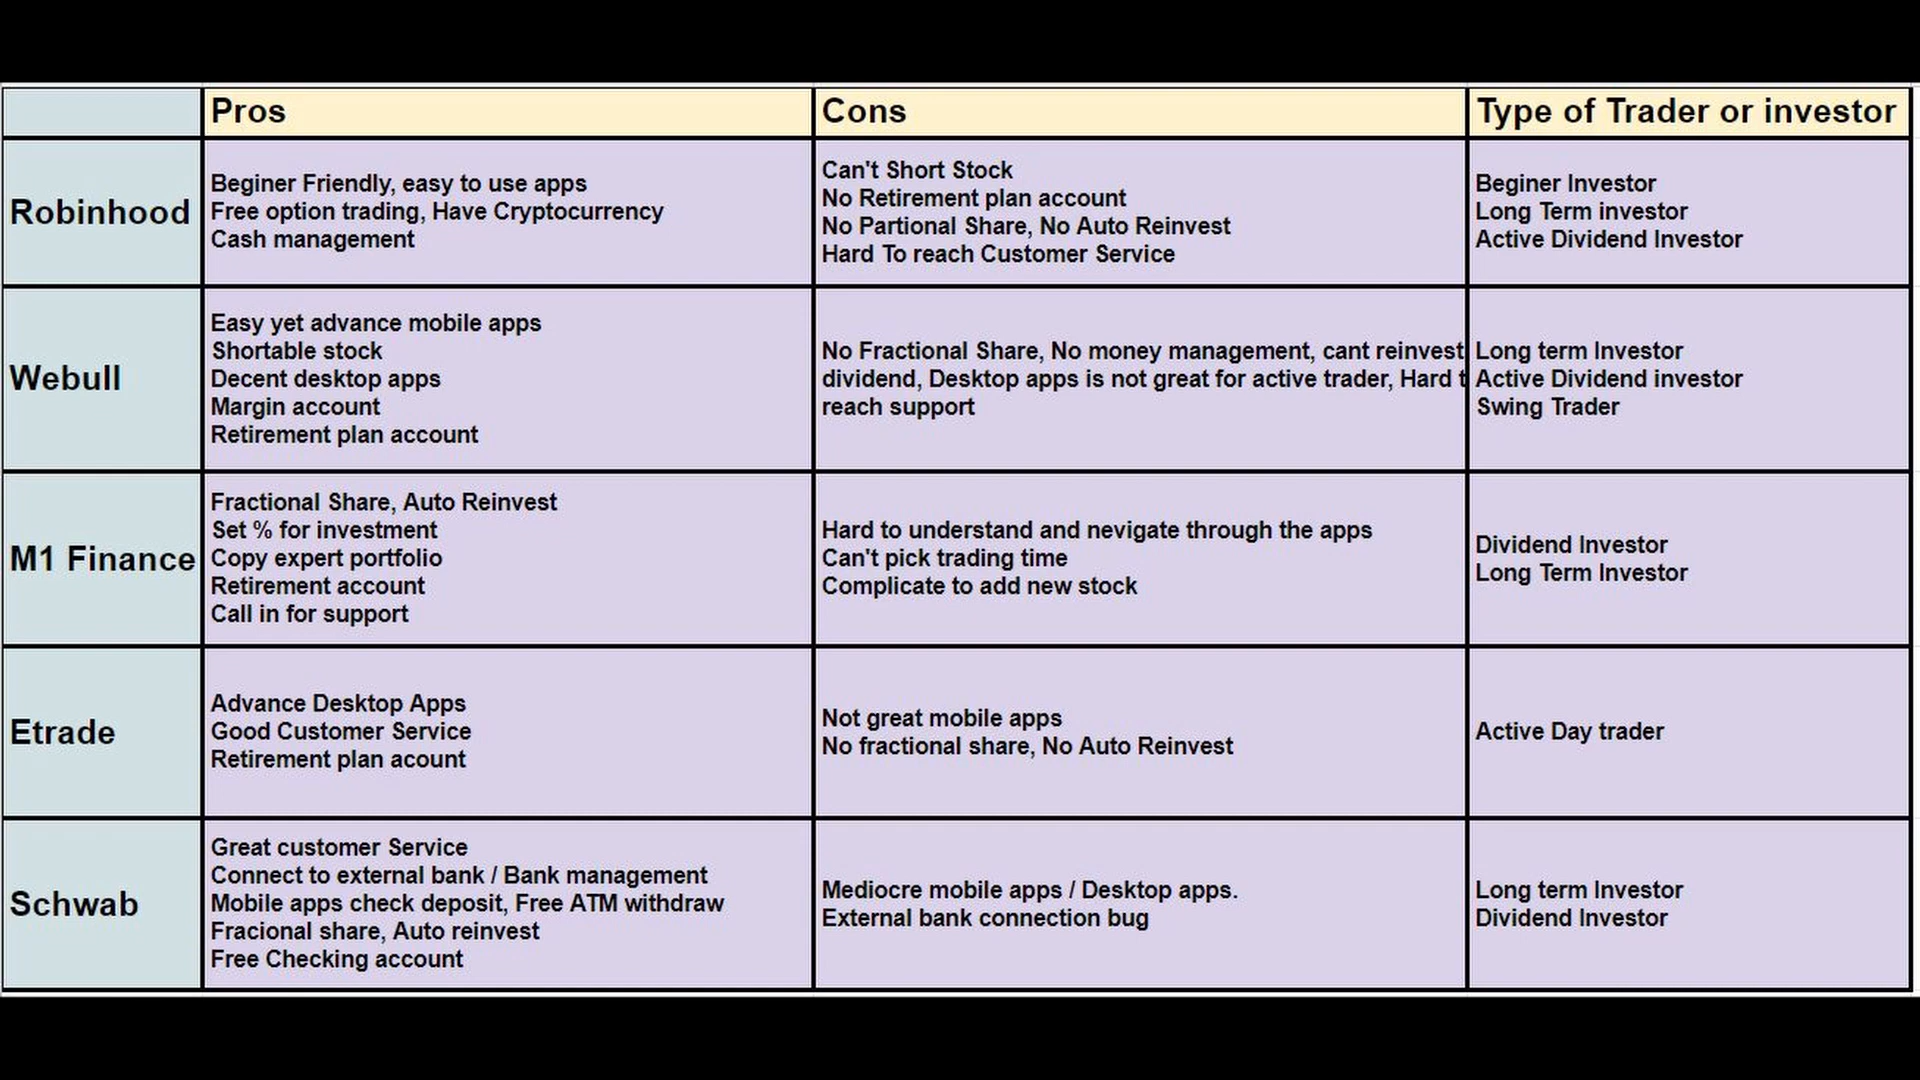 Pros
Cons
Type of Trader or investor
Robinhood
Beginer Friendly, easy to use apps
Free option trading, Have Cryptocurrency
Cash management
Can't Short Stock
No Retirement plan account
No Partional Share, No Auto Reinvest
Hard To reach Customer Service
Beginer Investor
Long Term investor
Active Dividend Investor
Webull
Easy yet advance mobile apps
Shortable stock
Decent desktop apps
Margin account
Retirement plan account
No Fractional Share, No money management, cant reinvest
dividend, Desktop apps is not great for active trader, Hard t
reach support
Long term Investor
Active Dividend investor
Swing Trader
M1 Finance
Fractional Share, Auto Reinvest
Set % for investment
Copy expert portfolio
Retirement account
Call in for support
Hard to understand and nevigate through the apps
Can't pick trading time
Complicate to add new stock
Dividend Investor
Long Term Investor
Etrade
Advance Desktop Apps
Good Customer Service
Retirement plan acount
Not great mobile apps
No fractional share, No Auto Reinvest
Active Day trader
Schwab
Great customer Service
Connect to external bank / Bank management
Mobile apps check deposit, Free ATM withdraw
Fracional share, Auto reinvest
Free Checking account
Mediocre mobile apps / Desktop apps.
External bank connection bug
Long term Investor
Dividend Investor